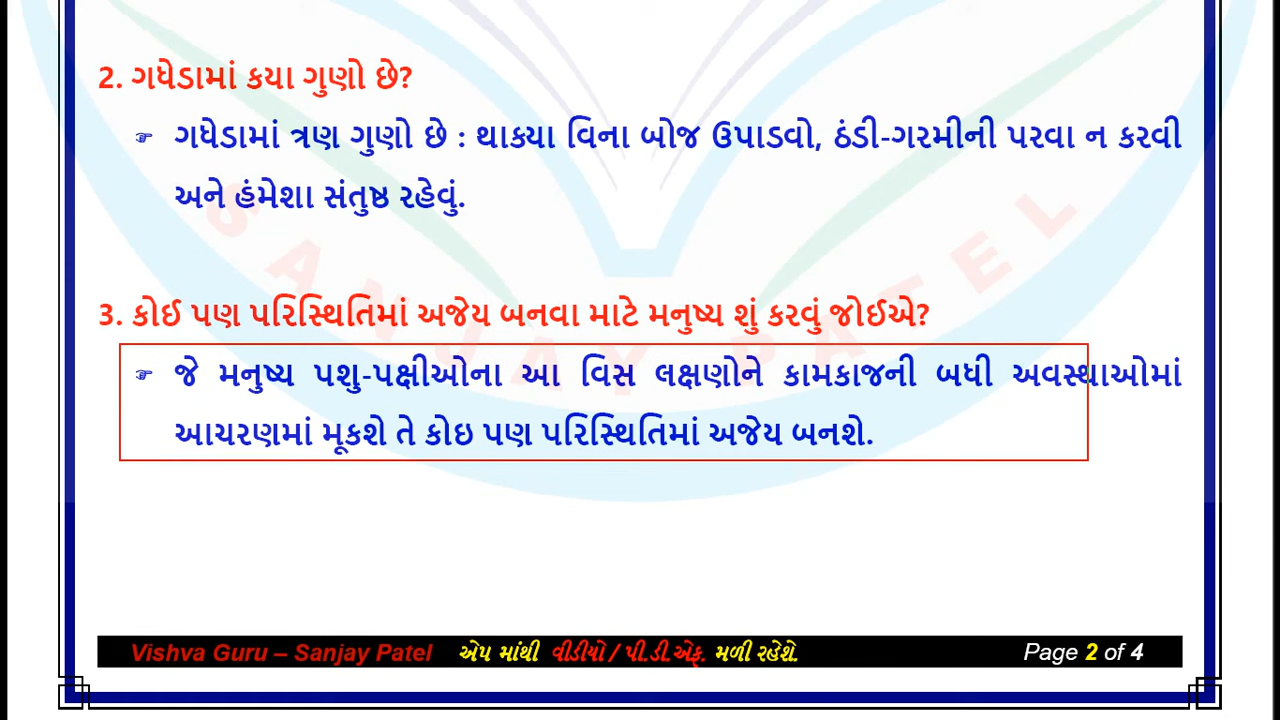 2. ગધેડામાં કયા ગુણો છે?
☞ ગધેડામાં ત્રણ ગુણો છે : થાક્યા વિના બોજ ઉપાડવો, ઠંડી-ગરમીની પરવા ન કરવી
અને હંમેશા સંતુષ્ઠ રહેવું.
SANJAY PATEL
3. કોઈ પણ પરિસ્થિતિમાં અજેય બનવા માટે મનુષ્ય શું કરવું જોઈએ?
☞ જે મનુષ્ય પશુ-પક્ષીઓના આ વિસ લક્ષણોને કામકાજની બધી અવસ્થાઓમાં
આચરણમાં મૂકશે તે કોઇ પણ પરિસ્થિતિમાં અજેય બનશે.
Vishva Guru – Sanjay Patel એપ માંથી વીડીયો / પી.ડી.એફ. મળી રહેશે. Page 2 of 4